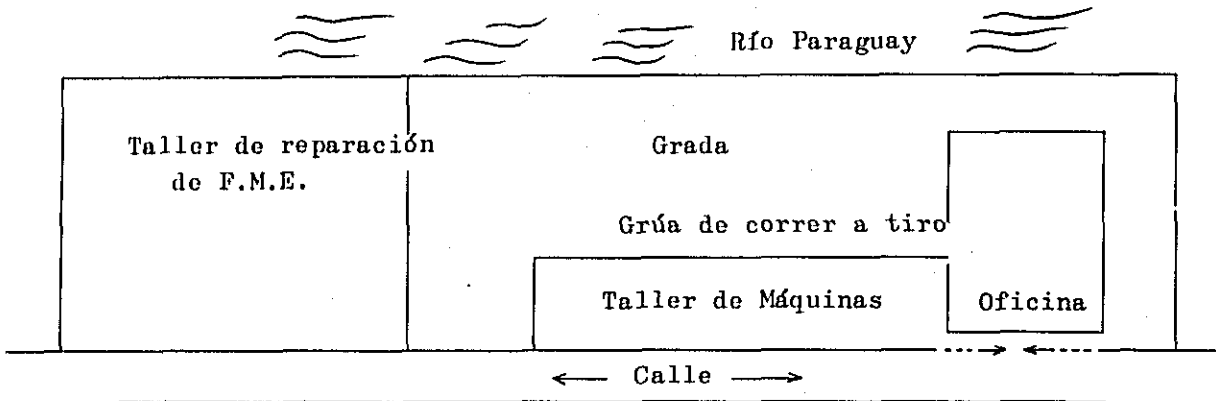 Río Paraguay
Taller de reparación
de F.M.E.
Grada
Grúa de correr a tiro
Taller de Máquinas
Oficina
Calle